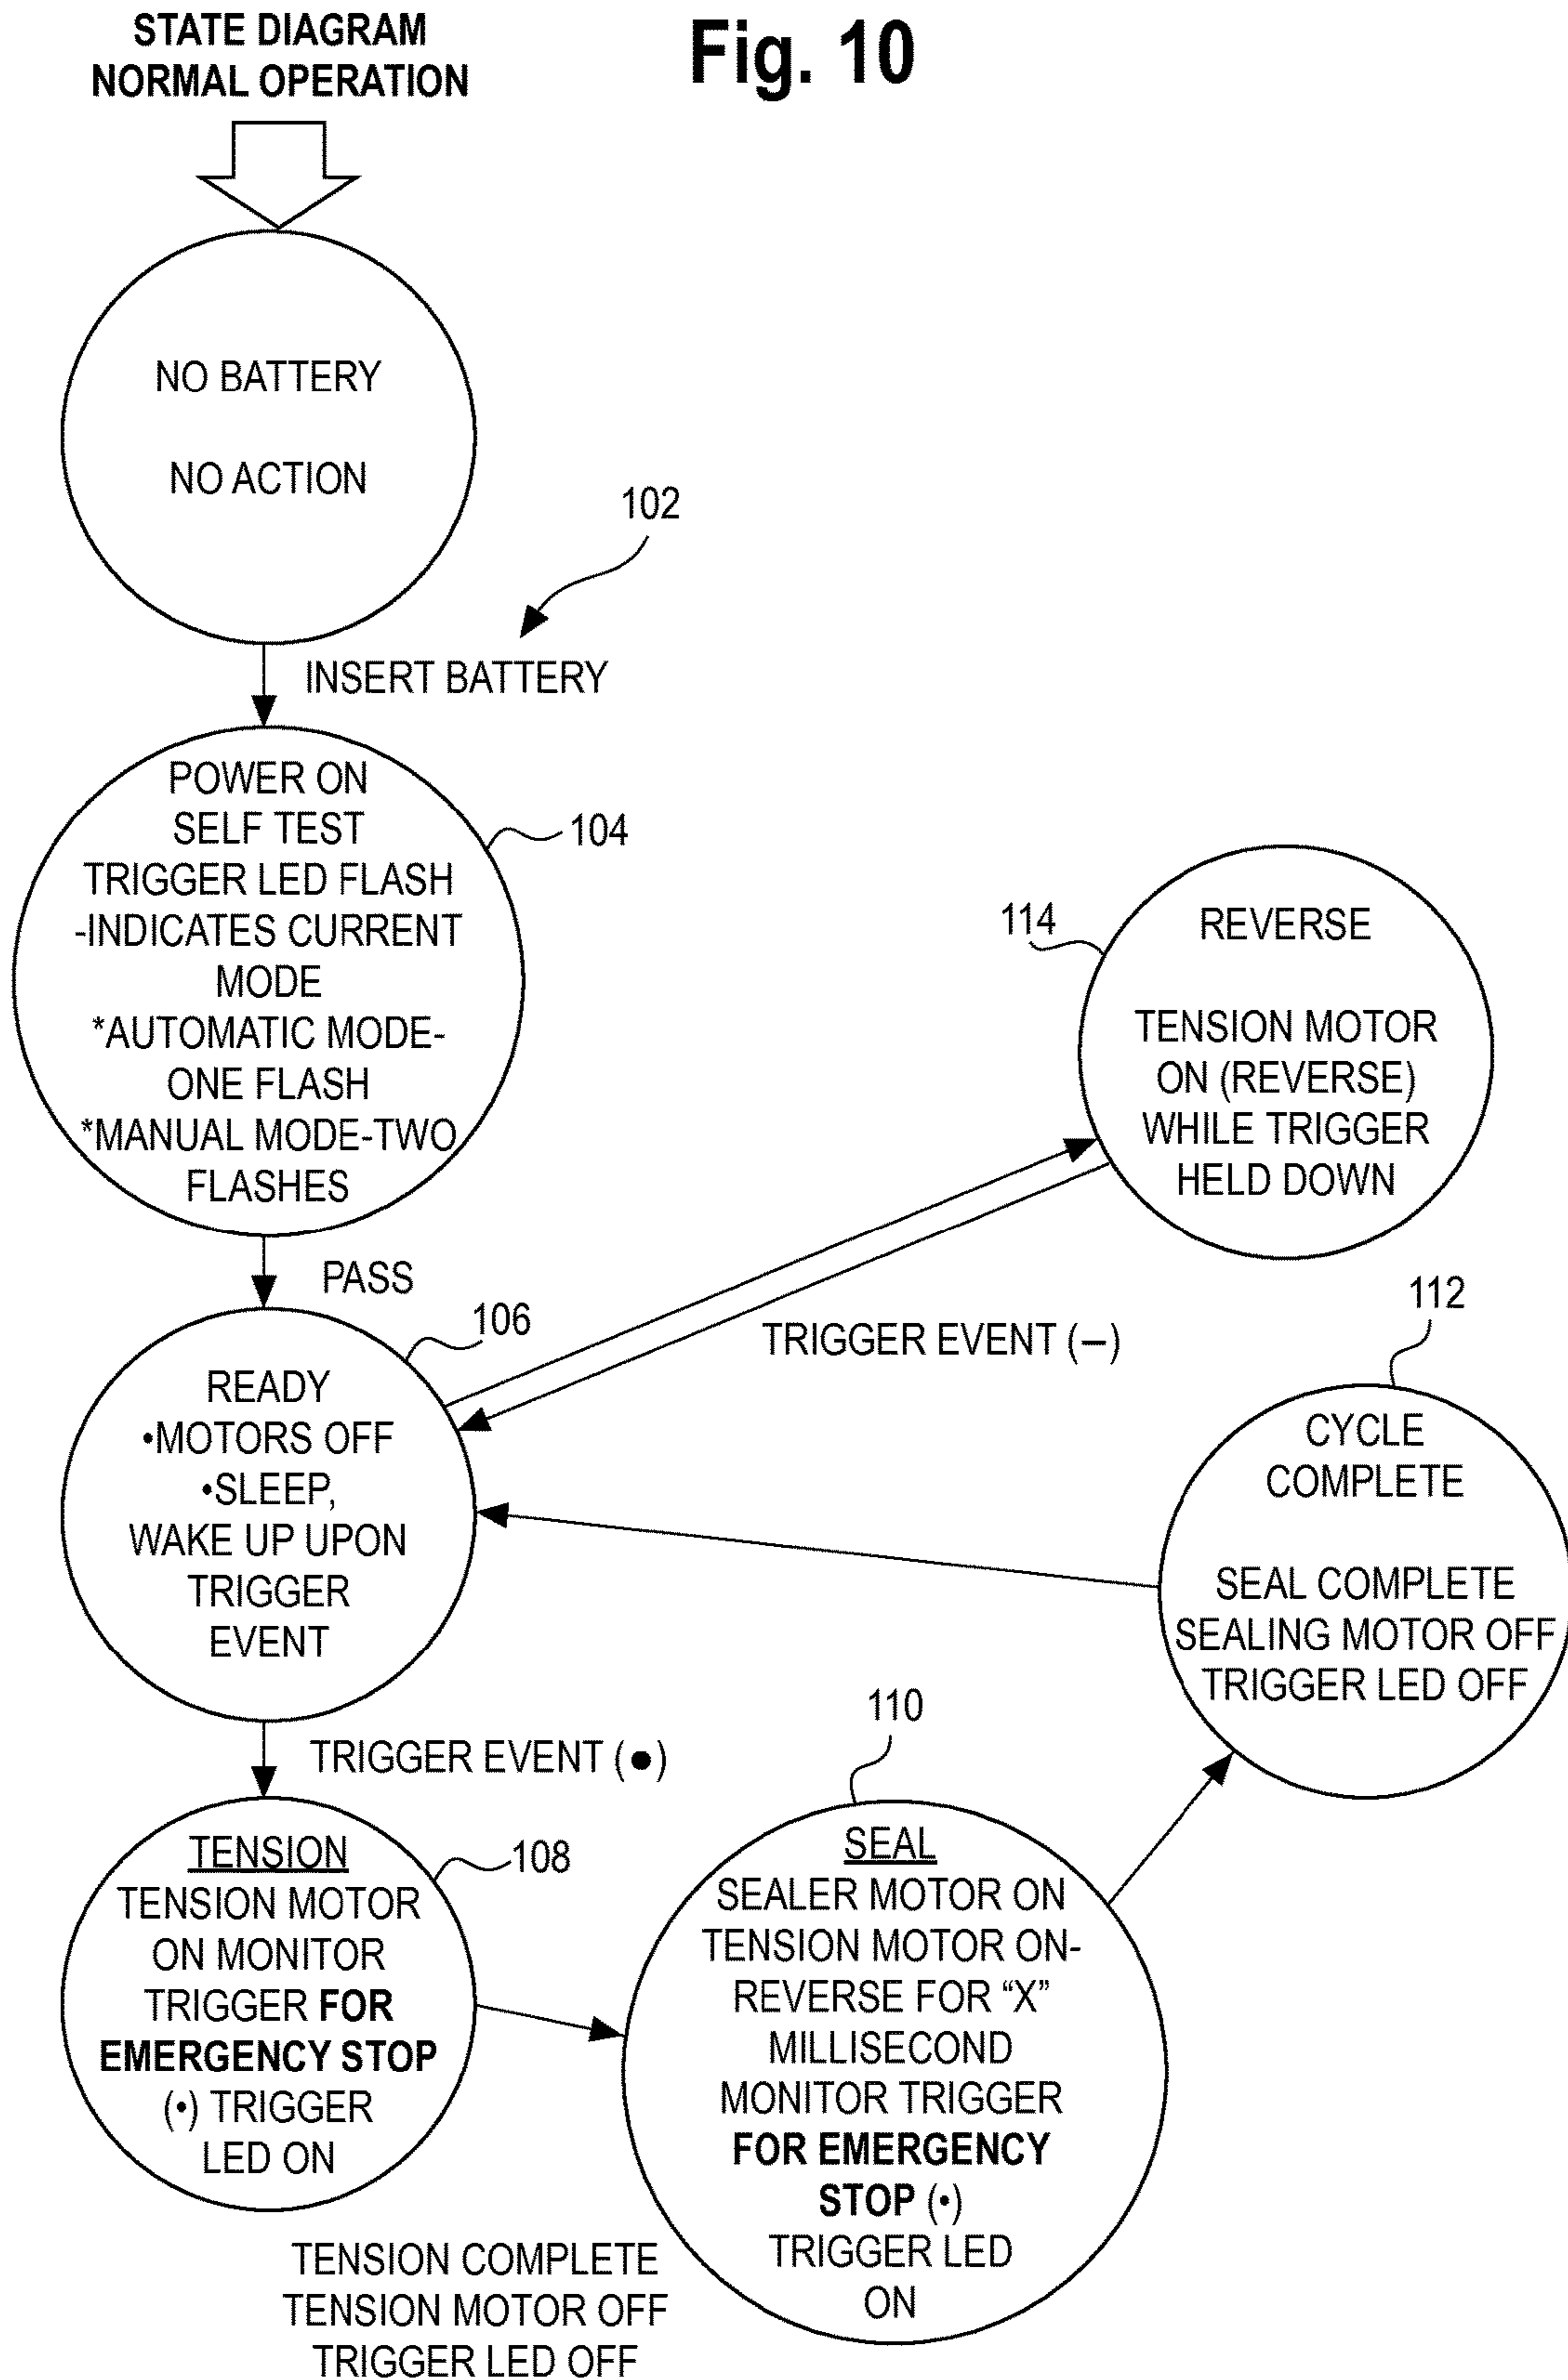 STATE DIAGRAM
NORMAL OPERATION
Fig. 10
NO BATTERY
NO ACTION
102
INSERT BATTERY
POWER ON
SELF TEST
TRIGGER LED FLASH
-INDICATES CURRENT
MODE
*AUTOMATIC MODE-
ONE FLASH
*MANUAL MODE-TWO
FLASHES
104
114
REVERSE
TENSION MOTOR
ON (REVERSE)
WHILE TRIGGER
HELD DOWN
PASS
106
TRIGGER EVENT (–)
READY
•MOTORS OFF
•SLEEP,
WAKE UP UPON
TRIGGER
EVENT
112
CYCLE
COMPLETE
SEAL COMPLETE
SEALING MOTOR OFF
TRIGGER LED OFF
TRIGGER EVENT (●)
TENSION
TENSION MOTOR
ON MONITOR
TRIGGER FOR
EMERGENCY STOP
(•) TRIGGER
LED ON
108
110
SEAL
SEALER MOTOR ON
TENSION MOTOR ON-
REVERSE FOR “X”
MILLISECOND
MONITOR TRIGGER
FOR EMERGENCY
STOP (•)
TRIGGER LED
ON
TENSION COMPLETE
TENSION MOTOR OFF
TRIGGER LED OFF